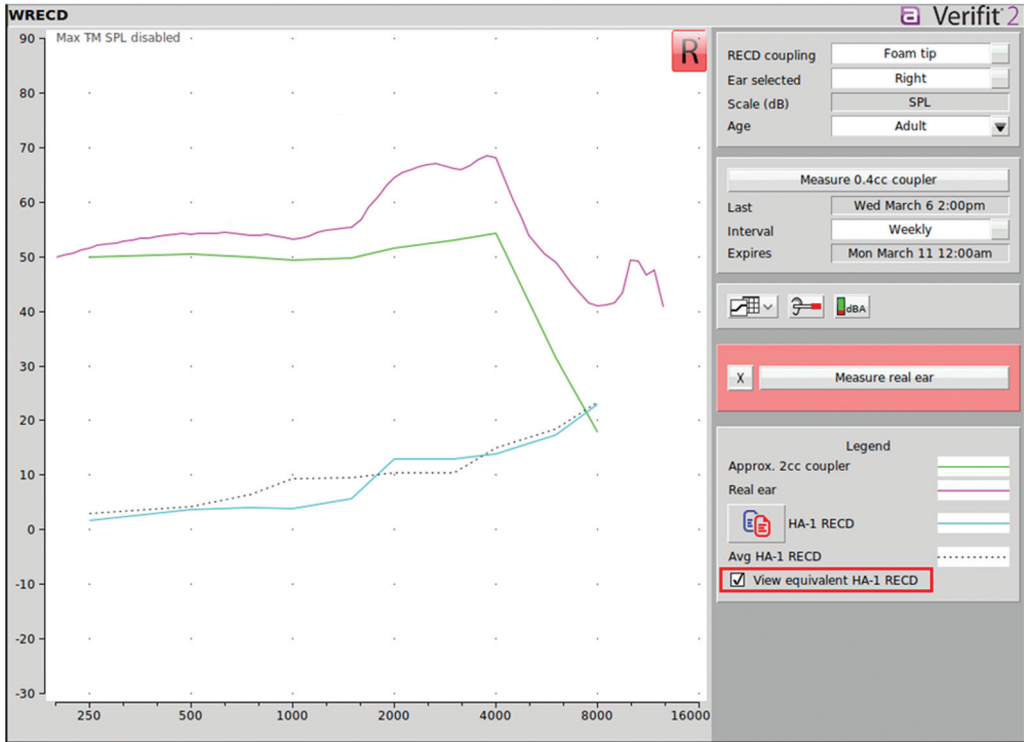 WRECD
a Verifit 2
Max TM SPL disabled
R
90
80
70
60
50
40
30
20
10
0
-10
-20
-30
250 500 1000 2000 4000 8000 16000
RECD coupling Foam tip
Ear selected Right
Scale (dB) SPL
Age Adult
Measure 0.4cc coupler
Last Wed March 6 2:00pm
Interval Weekly
Expires Mon March 11 12:00am
dBA
X Measure real ear
Legend
Approx. 2cc coupler
Real ear
HA-1 RECD
Avg HA-1 RECD
View equivalent HA-1 RECD